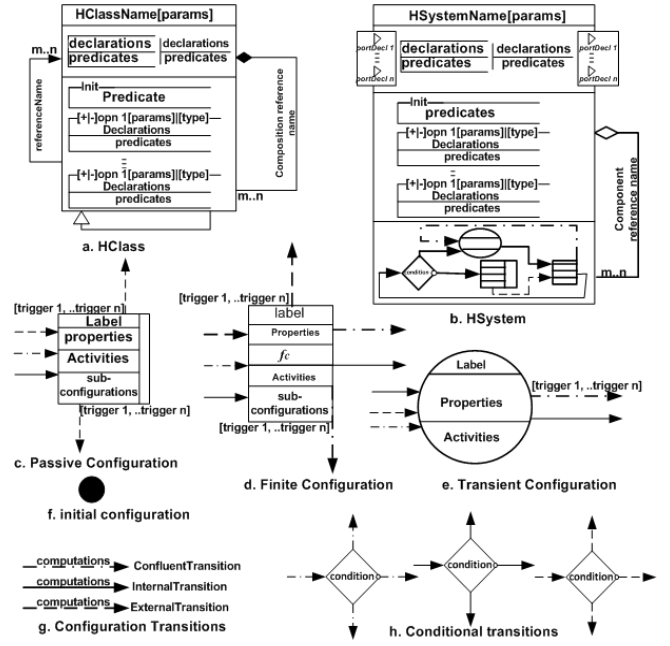 HClassName[params]
m..n
declarations
predicates
declarations
predicates
Init
Predicate
[+|-]opn 1[params]|[type]
Declarations
predicates
[+|-]opn 1[params]|[type]
Declarations
predicates
referenceName
Composition reference
name
m..n
a. HClass
HSystemName[params]
portDecl 1
portDecl n
declarations
predicates
declarations
predicates
portDecl 1
portDecl n
Init
predicates
[+|-]opn 1[params]|[type]
Declarations
predicates
[+|-]opn 1[params]|[type]
Declarations
predicates
Component
reference name
condition
m..n
b. HSystem
[trigger 1, ..trigger n]
Label
properties
Activities
sub-
configurations
[trigger 1, ..trigger n]
c. Passive Configuration
[trigger 1, ..trigger n]
label
Properties
fc
Activities
sub-
configurations
[trigger 1, ..trigger n]
d. Finite Configuration
Label
Properties
Activities
[trigger 1, ..trigger n]
e. Transient Configuration
f. initial configuration
computations
ConfluentTransition
computations
InternalTransition
computations
ExternalTransition
g. Configuration Transitions
condition
condition
condition
h. Conditional transitions